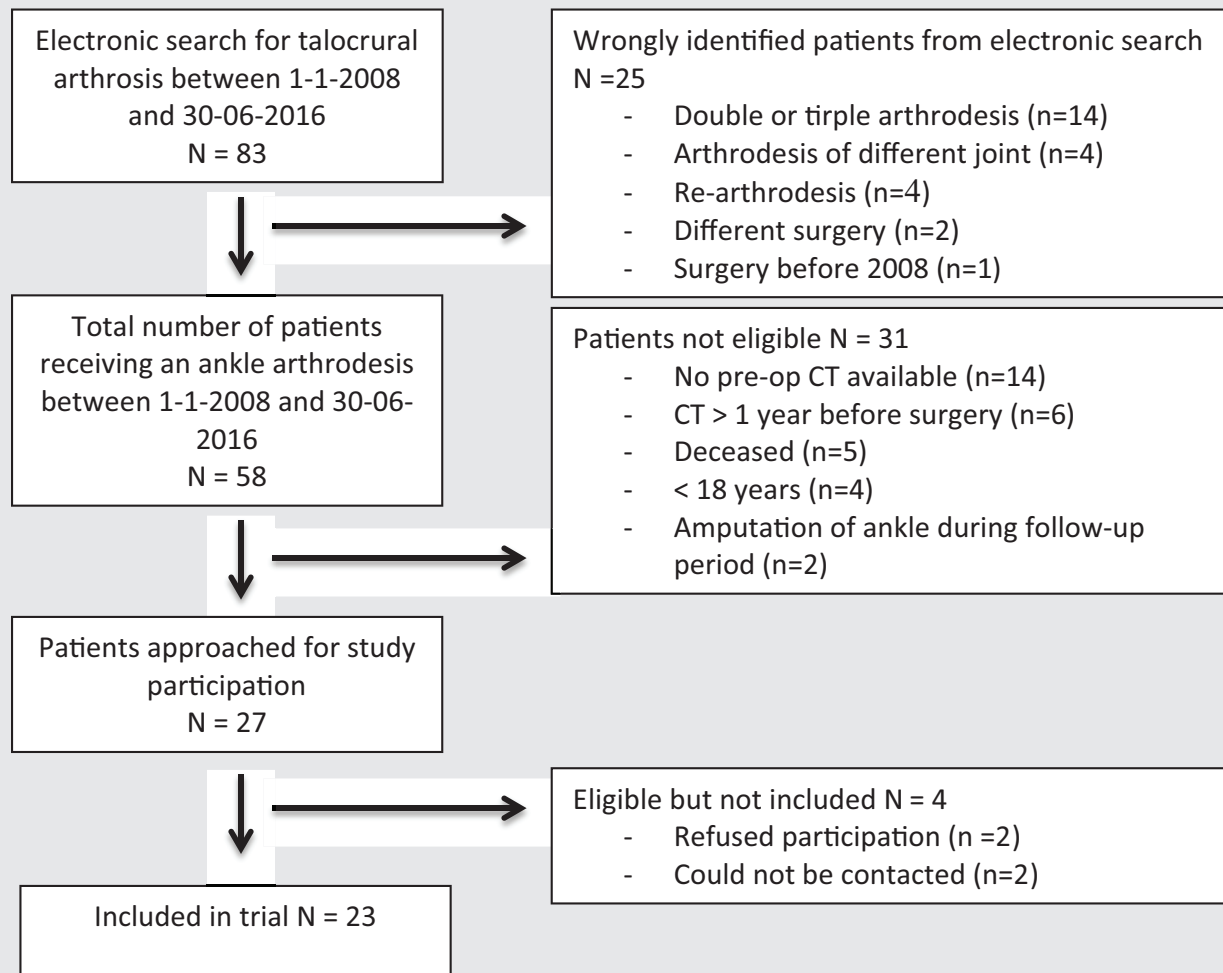 Electronic search for talocrural
arthrosis between 1-1-2008
and 30-06-2016
N = 83
Wrongly identified patients from electronic search
N =25
- Double or tirple arthrodesis (n=14)
- Arthrodesis of different joint (n=4)
- Re-arthrodesis (n=4)
- Different surgery (n=2)
- Surgery before 2008 (n=1)
Total number of patients
receiving an ankle arthrodesis
between 1-1-2008 and 30-06-
2016
N = 58
Patients not eligible N = 31
- No pre-op CT available (n=14)
- CT > 1 year before surgery (n=6)
- Deceased (n=5)
- < 18 years (n=4)
- Amputation of ankle during follow-up
period (n=2)
Patients approached for study
participation
N = 27
Eligible but not included N = 4
- Refused participation (n =2)
- Could not be contacted (n=2)
Included in trial N = 23